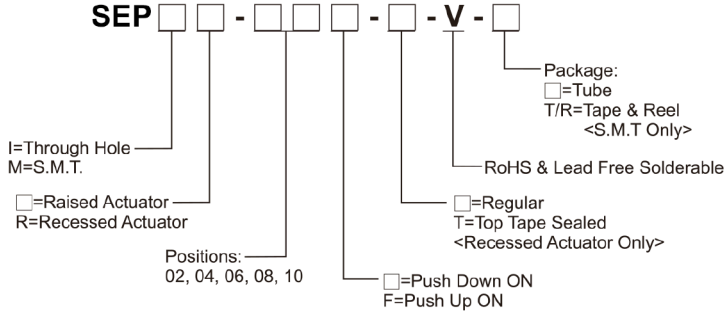 SEP□□-□□□-□-V-□
Package:
□=Tube
T/R=Tape & Reel
<S.M.T Only>
I=Through Hole
M=S.M.T.
RoHS & Lead Free Solderable
□=Raised Actuator
R=Recessed Actuator
□=Regular
T=Top Tape Sealed
<Recessed Actuator Only>
Positions:
02, 04, 06, 08, 10
□=Push Down ON
F=Push Up ON